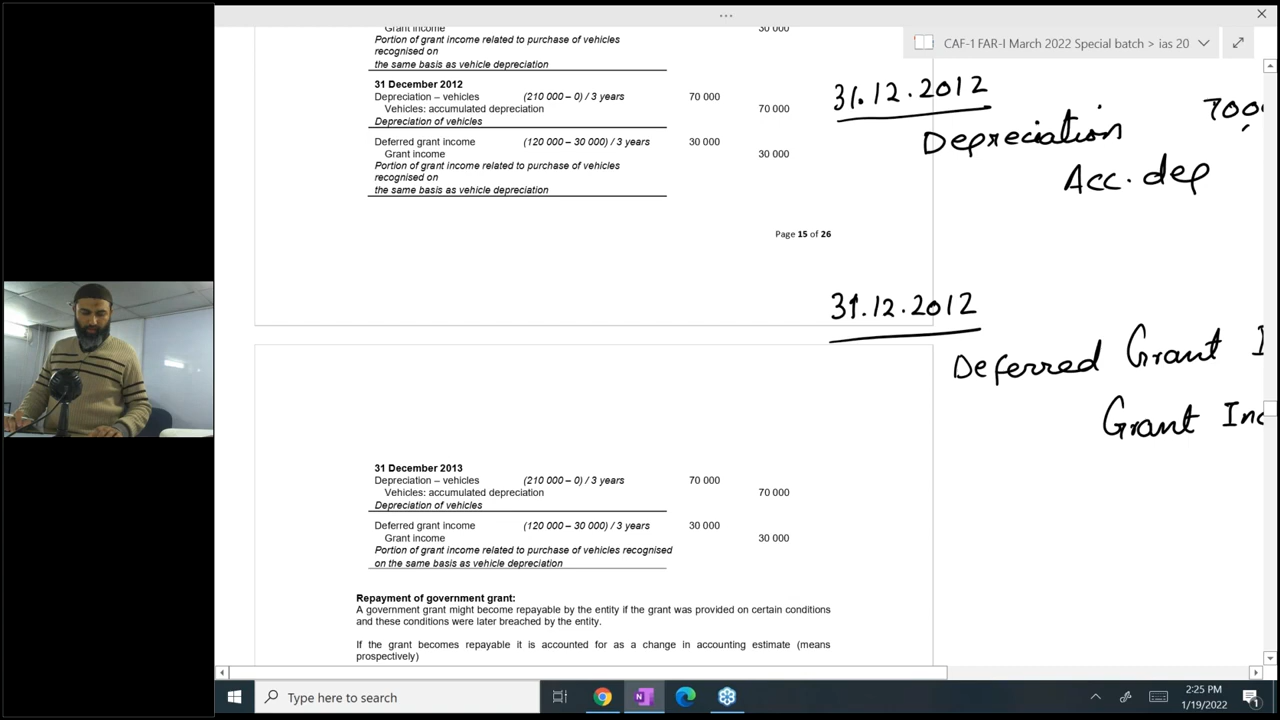 CAF-1 FAR-I March 2022 Special batch > ias 20
Grant income 30 000
Portion of grant income related to purchase of vehicles
recognised on
the same basis as vehicle depreciation
31 December 2012
Depreciation – vehicles (210 000 – 0) / 3 years 70 000
Vehicles: accumulated depreciation 70 000
Depreciation of vehicles
Deferred grant income (120 000 – 30 000) / 3 years 30 000
Grant income 30 000
Portion of grant income related to purchase of vehicles
recognised on
the same basis as vehicle depreciation
Page 15 of 26
31.12.2012
Depreciation 7000
Acc. dep
31.12.2012
Deferred Grant I
Grant Inc
31 December 2013
Depreciation – vehicles (210 000 – 0) / 3 years 70 000
Vehicles: accumulated depreciation 70 000
Depreciation of vehicles
Deferred grant income (120 000 – 30 000) / 3 years 30 000
Grant income 30 000
Portion of grant income related to purchase of vehicles recognised
on the same basis as vehicle depreciation
Repayment of government grant:
A government grant might become repayable by the entity if the grant was provided on certain conditions
and these conditions were later breached by the entity.
If the grant becomes repayable it is accounted for as a change in accounting estimate (means
prospectively)
Type here to search
2:25 PM
1/19/2022
1